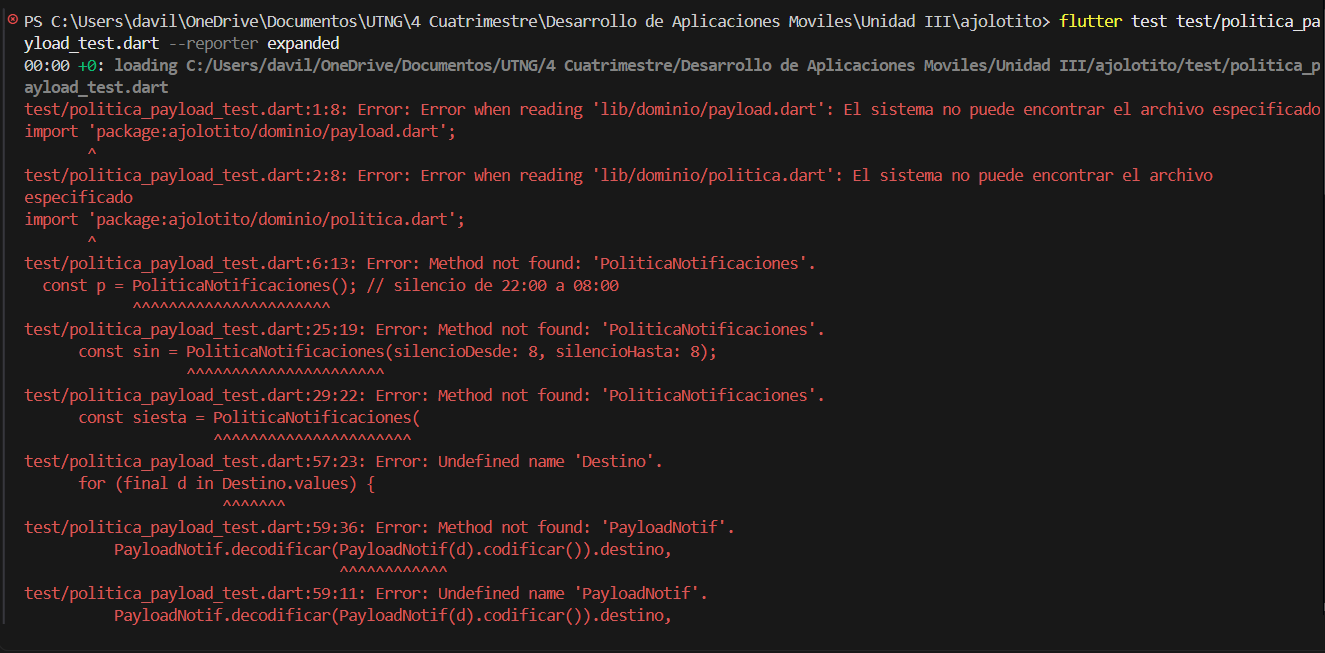 PS C:\Users\davil\OneDrive\Documentos\UTNG\4 Cuatrimestre\Desarrollo de Aplicaciones Moviles\Unidad III\ajolotito> flutter test test/politica_pa
yload_test.dart --reporter expanded
00:00 +0: loading C:/Users/davil/OneDrive/Documentos/UTNG/4 Cuatrimestre/Desarrollo de Aplicaciones Moviles/Unidad III/ajolotito/test/politica_p
ayload_test.dart
test/politica_payload_test.dart:1:8: Error: Error when reading 'lib/dominio/payload.dart': El sistema no puede encontrar el archivo especificado
import 'package:ajolotito/dominio/payload.dart';
       ^
test/politica_payload_test.dart:2:8: Error: Error when reading 'lib/dominio/politica.dart': El sistema no puede encontrar el archivo
especificado
import 'package:ajolotito/dominio/politica.dart';
       ^
test/politica_payload_test.dart:6:13: Error: Method not found: 'PoliticaNotificaciones'.
  const p = PoliticaNotificaciones(); // silencio de 22:00 a 08:00
            ^^^^^^^^^^^^^^^^^^^^^^
test/politica_payload_test.dart:25:19: Error: Method not found: 'PoliticaNotificaciones'.
      const sin = PoliticaNotificaciones(silencioDesde: 8, silencioHasta: 8);
                  ^^^^^^^^^^^^^^^^^^^^^^
test/politica_payload_test.dart:29:22: Error: Method not found: 'PoliticaNotificaciones'.
      const siesta = PoliticaNotificaciones(
                     ^^^^^^^^^^^^^^^^^^^^^^
test/politica_payload_test.dart:57:23: Error: Undefined name 'Destino'.
      for (final d in Destino.values) {
                      ^^^^^^^
test/politica_payload_test.dart:59:36: Error: Method not found: 'PayloadNotif'.
          PayloadNotif.decodificar(PayloadNotif(d).codificar()).destino,
                                   ^^^^^^^^^^^^
test/politica_payload_test.dart:59:11: Error: Undefined name 'PayloadNotif'.
          PayloadNotif.decodificar(PayloadNotif(d).codificar()).destino,